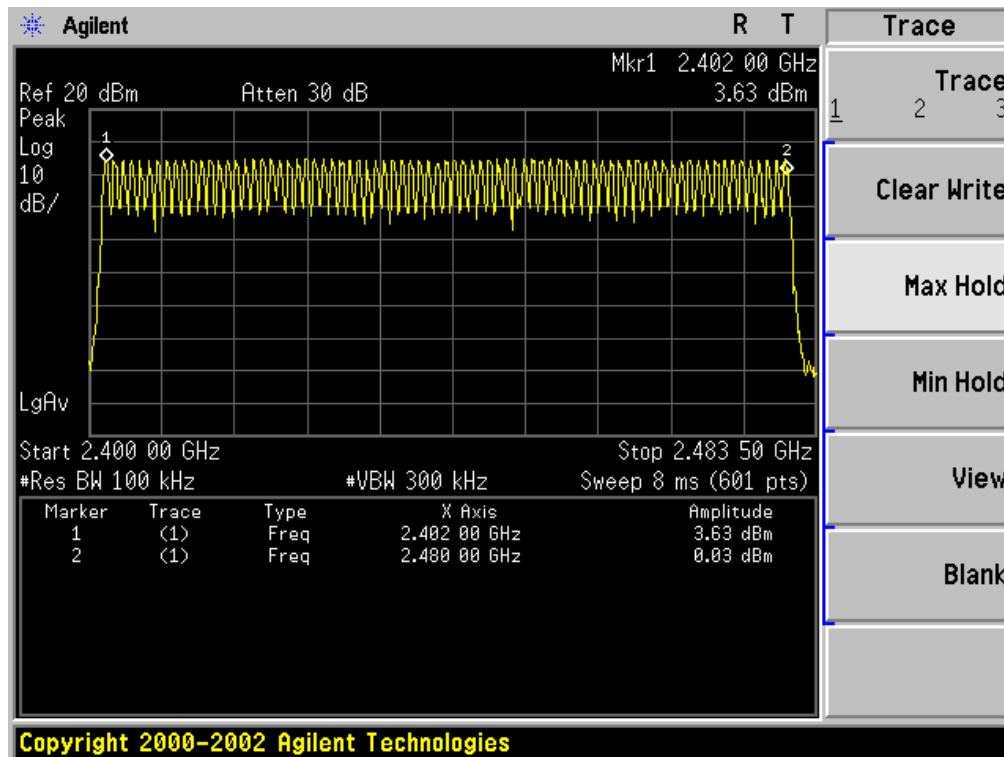 Agilent R T
Mkr1 2.402 00 GHz
Ref 20 dBm Atten 30 dB 3.63 dBm
Peak
Log
10
dB/
1
2
LgAv
Start 2.400 00 GHz Stop 2.483 50 GHz
#Res BW 100 kHz #VBW 300 kHz Sweep 8 ms (601 pts)
Marker Trace Type X Axis Amplitude
1 (1) Freq 2.402 00 GHz 3.63 dBm
2 (1) Freq 2.480 00 GHz 0.03 dBm
Copyright 2000-2002 Agilent Technologies
Trace
Trace
1 2 3
Clear Write
Max Hold
Min Hold
View
Blank